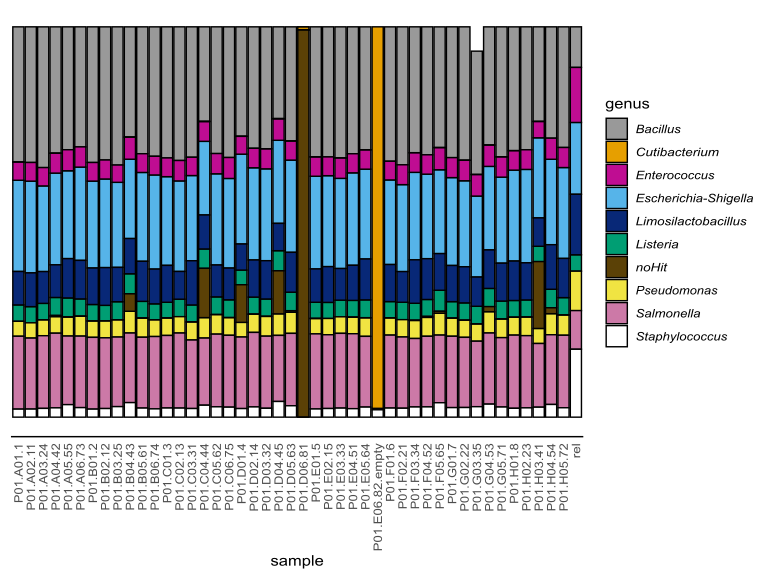 genus
Bacillus
Cutibacterium
Enterococcus
Escherichia-Shigella
Limosilactobacillus
Listeria
noHit
Pseudomonas
Salmonella
Staphylococcus
P01.A01.1
P01.A02.11
P01.A03.24
P01.A04.42
P01.A05.55
P01.A06.73
P01.B01.2
P01.B02.12
P01.B03.25
P01.B04.43
P01.B05.61
P01.B06.74
P01.C01.3
P01.C02.13
P01.C03.31
P01.C04.44
P01.C05.62
P01.C06.75
P01.D01.4
P01.D02.14
P01.D03.32
P01.D04.45
P01.D05.63
P01.D06.81
P01.E01.5
P01.E02.15
P01.E03.33
P01.E04.51
P01.E05.64
P01.E06.82.empty
P01.F01.6
P01.F02.21
P01.F03.34
P01.F04.52
P01.F05.65
P01.G01.7
P01.G02.22
P01.G03.35
P01.G04.53
P01.G05.71
P01.H01.8
P01.H02.23
P01.H03.41
P01.H04.54
P01.H05.72
rel
sample